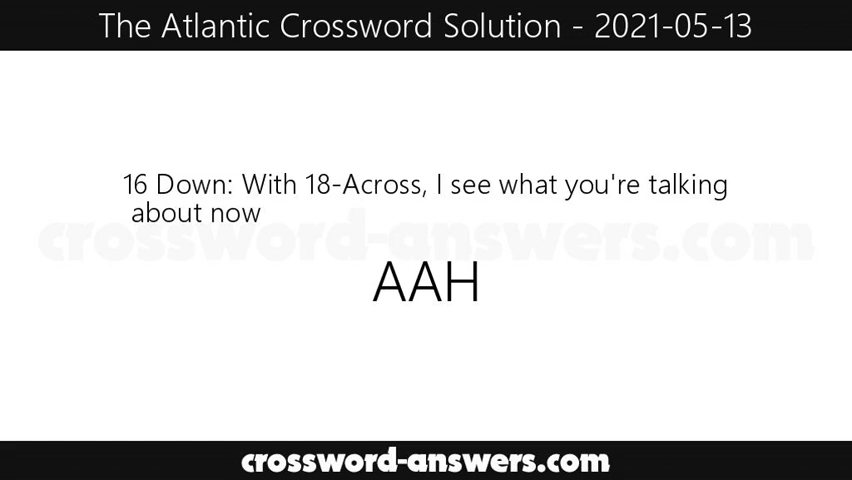 The Atlantic Crossword Solution - 2021-05-13
16 Down: With 18-Across, I see what you're talking
about now
crossword-answers.com
AAH
crossword-answers.com